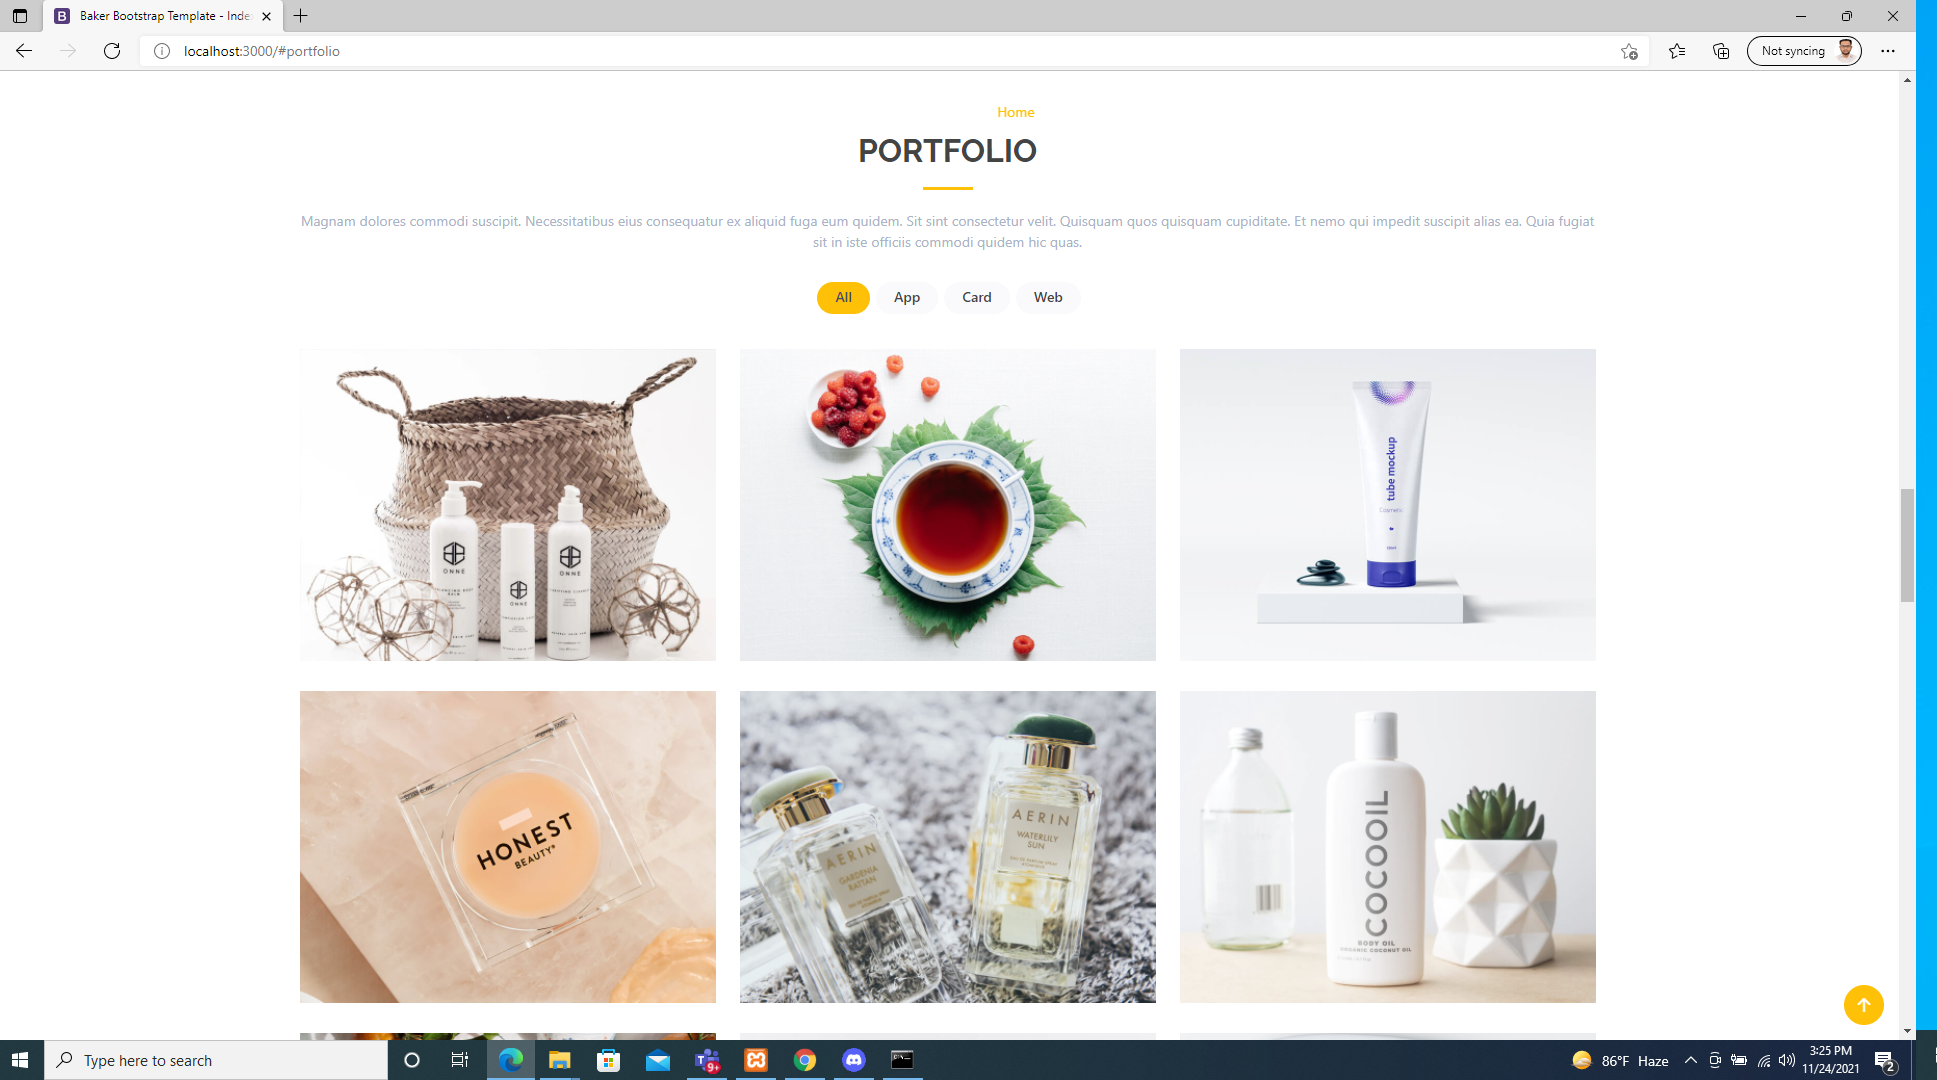 Baker Bootstrap Template - Inde
localhost:3000/#portfolio
Not syncing
Home
PORTFOLIO
Magnam dolores commodi suscipit. Necessitatibus eius consequatur ex aliquid fuga eum quidem. Sit sint consectetur velit. Quisquam quos quisquam cupiditate. Et nemo qui impedit suscipit alias ea. Quia fugiat
sit in iste officiis commodi quidem hic quas.
All App Card Web
ONNE
ONNE
ONNE
tube mockup
Cosmetic
HONEST
BEAUTY
AERIN
GARDENIA
RATTAN
AERIN
WATERLILY
SUN
COCOOIL
BODY OIL
ORGANIC COCONUT OIL
Type here to search
9+
86°F Haze
3:25 PM
11/24/2021
2